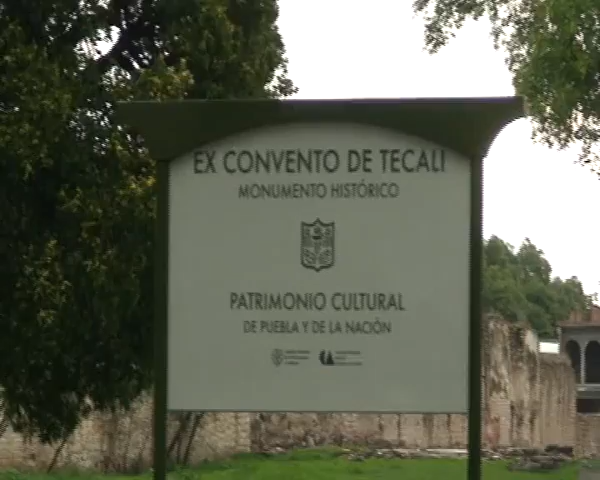 EX CONVENTO DE TECALI
MONUMENTO HISTÓRICO
PATRIMONIO CULTURAL
DE PUEBLA Y DE LA NACIÓN